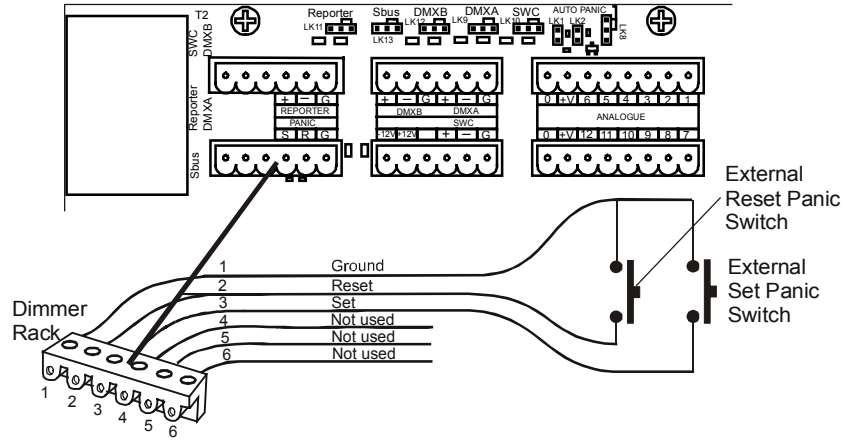 T2
Reporter
Sbus
DMXB
DMXA
SWC
AUTO PANIC
LK11
LK13
LK12
LK9
LK10
LK1 LK2
LK8
SWC
DMXB
Reporter
DMXA
Sbus
+ – G
REPORTER
PANIC
S R G
+ – G + – G
DMXB DMXA
SWC
-12V +12V + – G
0 +V 6 5 4 3 2 1
ANALOGUE
0 +V 12 11 10 9 8 7
External
Reset Panic
Switch
External
Set Panic
Switch
1 Ground
2 Reset
3 Set
4 Not used
5 Not used
6 Not used
Dimmer
Rack
1 2 3 4 5 6